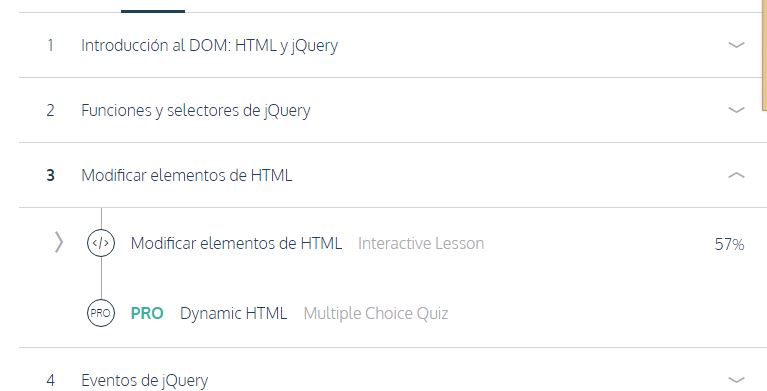 1 Introducción al DOM: HTML y jQuery
2 Funciones y selectores de jQuery
3 Modificar elementos de HTML
</> Modificar elementos de HTML Interactive Lesson 57%
PRO PRO Dynamic HTML Multiple Choice Quiz
4 Eventos de jQuery